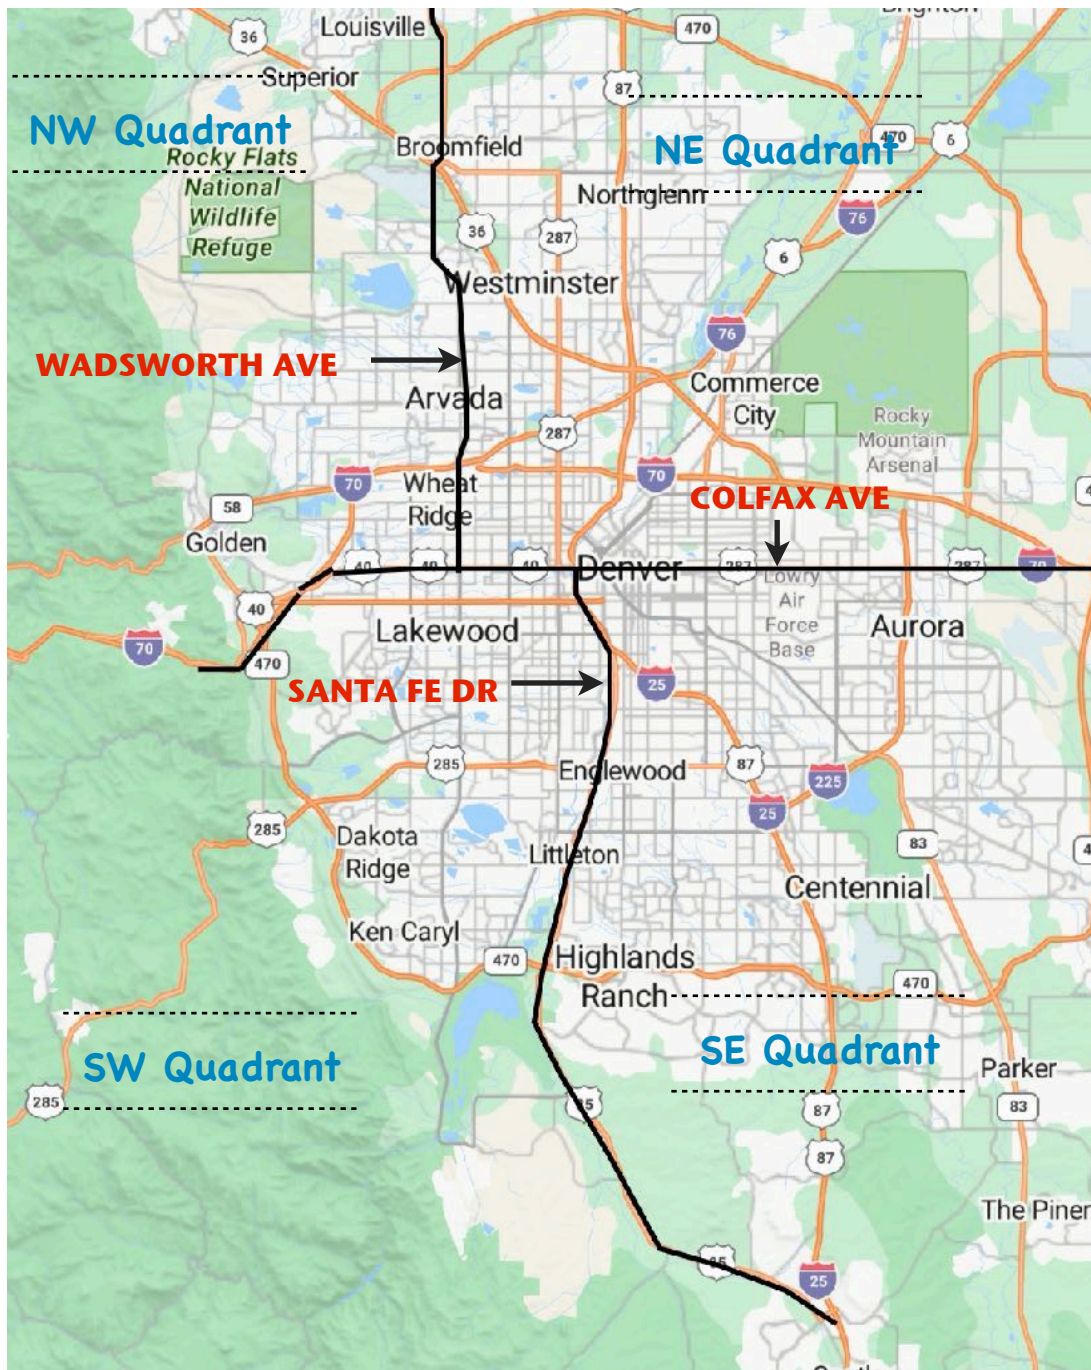 Louisville
36
470
87
Superior
NW Quadrant
Rocky Flats
National
Wildlife
Refuge
Broomfield
NE Quadrant
470
6
Northglenn
76
36
287
6
Westminster
76
WADSWORTH AVE
Arvada
Commerce
City
287
Rocky
Mountain
Arsenal
70
Wheat
Ridge
70
COLFAX AVE
58
Golden
40
40
40
Denver
287
287
70
Lowry
Air
Force
Base
40
Lakewood
Aurora
70
470
SANTA FE DR
25
285
Englewood
87
225
25
285
Dakota
Ridge
Littleton
83
Centennial
Ken Caryl
470
Highlands
Ranch
470
SW Quadrant
SE Quadrant
Parker
285
87
83
87
The Piner
25